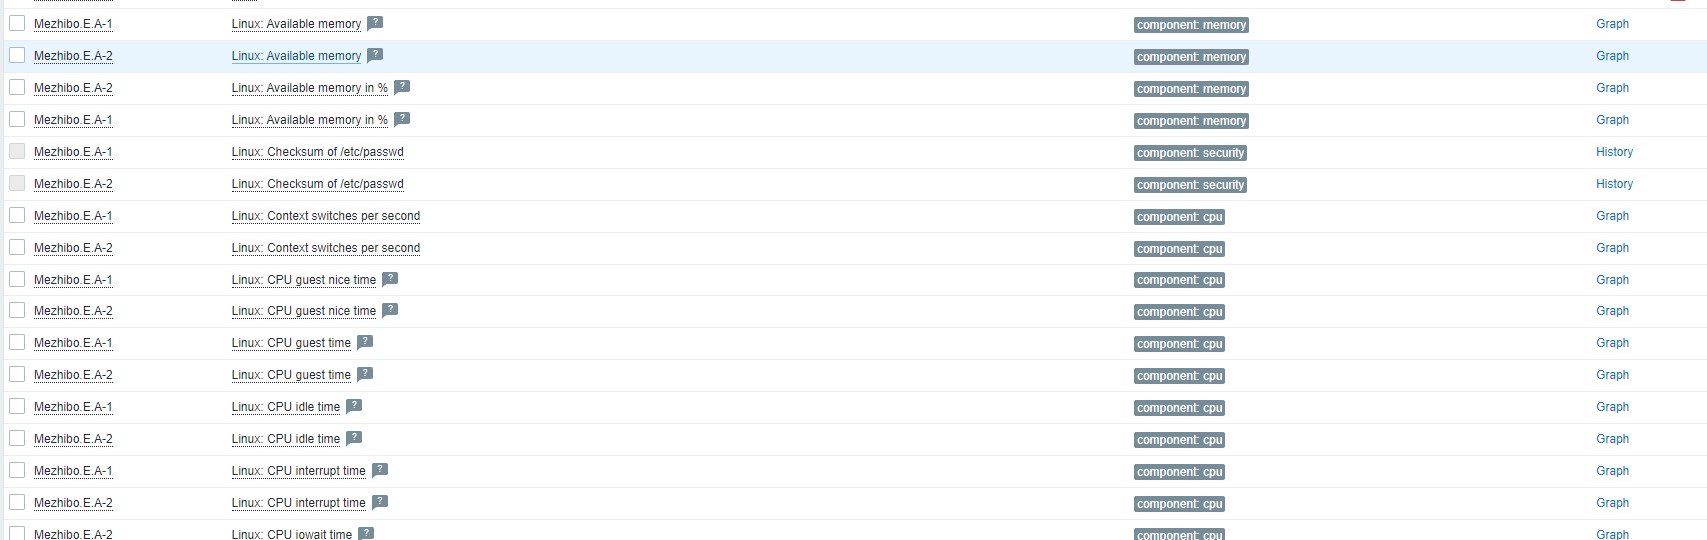 Mezhibo.E.A-1 Linux: Available memory ? component: memory Graph
Mezhibo.E.A-2 Linux: Available memory ? component: memory Graph
Mezhibo.E.A-2 Linux: Available memory in % ? component: memory Graph
Mezhibo.E.A-1 Linux: Available memory in % ? component: memory Graph
Mezhibo.E.A-1 Linux: Checksum of /etc/passwd component: security History
Mezhibo.E.A-2 Linux: Checksum of /etc/passwd component: security History
Mezhibo.E.A-1 Linux: Context switches per second component: cpu Graph
Mezhibo.E.A-2 Linux: Context switches per second component: cpu Graph
Mezhibo.E.A-1 Linux: CPU guest nice time ? component: cpu Graph
Mezhibo.E.A-2 Linux: CPU guest nice time ? component: cpu Graph
Mezhibo.E.A-1 Linux: CPU guest time ? component: cpu Graph
Mezhibo.E.A-2 Linux: CPU guest time ? component: cpu Graph
Mezhibo.E.A-1 Linux: CPU idle time ? component: cpu Graph
Mezhibo.E.A-2 Linux: CPU idle time ? component: cpu Graph
Mezhibo.E.A-1 Linux: CPU interrupt time ? component: cpu Graph
Mezhibo.E.A-2 Linux: CPU interrupt time ? component: cpu Graph
Mezhibo.E.A-2 Linux: CPU iowait time ? component: cpu Graph